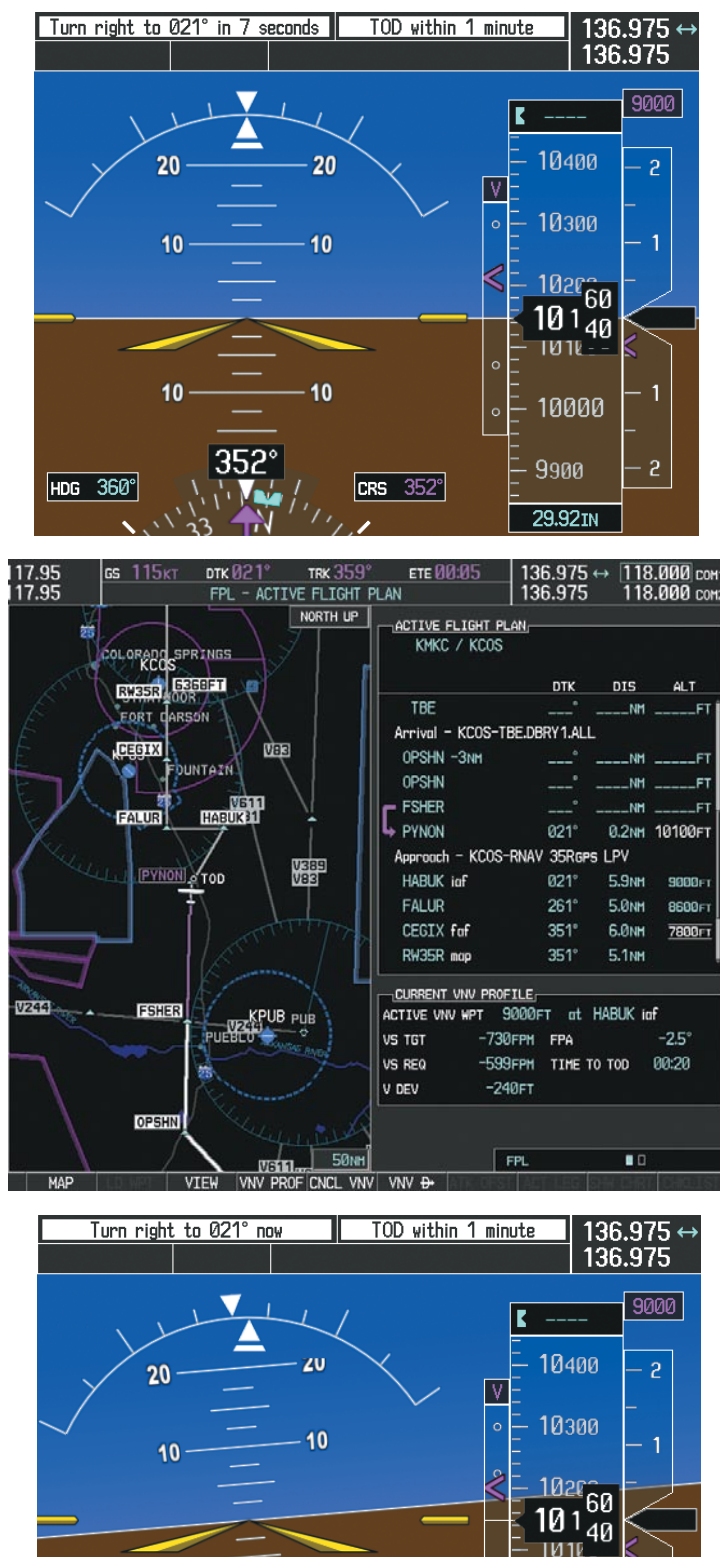 Turn right to 021° in 7 seconds TOD within 1 minute 136.975 ↔
136.975
9000
----
20 20
10400 2
V
10 10
10300 1
10200
10 1 60
40
10 10
10000 1
352°
9900 2
HDG 360° CRS 352°
33 N
29.92IN
17.95 GS 115KT DTK 021° TRK 359° ETE 00:05 136.975 ↔ 118.000 COM1
17.95 FPL - ACTIVE FLIGHT PLAN 136.975 118.000 COM2
NORTH UP
ACTIVE FLIGHT PLAN
KMKC / KCOS
DTK DIS ALT
TBE ___° ____NM _____FT
Arrival - KCOS-TBE.DBRY1.ALL
OPSHN -3NM ___° ____NM _____FT
OPSHN ___° ____NM _____FT
FSHER ___° ____NM _____FT
PYNON 021° 0.2NM 10100FT
Approach - KCOS-RNAV 35RGPS LPV
HABUK iaf 021° 5.9NM 9000FT
FALUR 261° 5.0NM 8600FT
CEGIX faf 351° 6.0NM 7800FT
RW35R map 351° 5.1NM
CURRENT VNV PROFILE
ACTIVE VNV WPT 9000FT at HABUK iaf
VS TGT -730FPM FPA -2.5°
VS REQ -599FPM TIME TO TOD 00:20
V DEV -240FT
FPL
25
COLORADO SPRINGS
KCOS
RW35R 6368FT
FORT CARSON
CEGIX V83
FOUNTAIN
V611
FALUR HABUK
PYNON TOD V389
V83
V244 FSHER KPUB PUB
V244
PUEBLO
ARKANSAS RIVER
25
OPSHN
V611 50NM
MAP VIEW VNV PROF CNCL VNV VNV D→
Turn right to 021° now TOD within 1 minute 136.975 ↔
136.975
9000
----
20 20
10400 2
V
10 10
10300 1
10 1 60
40